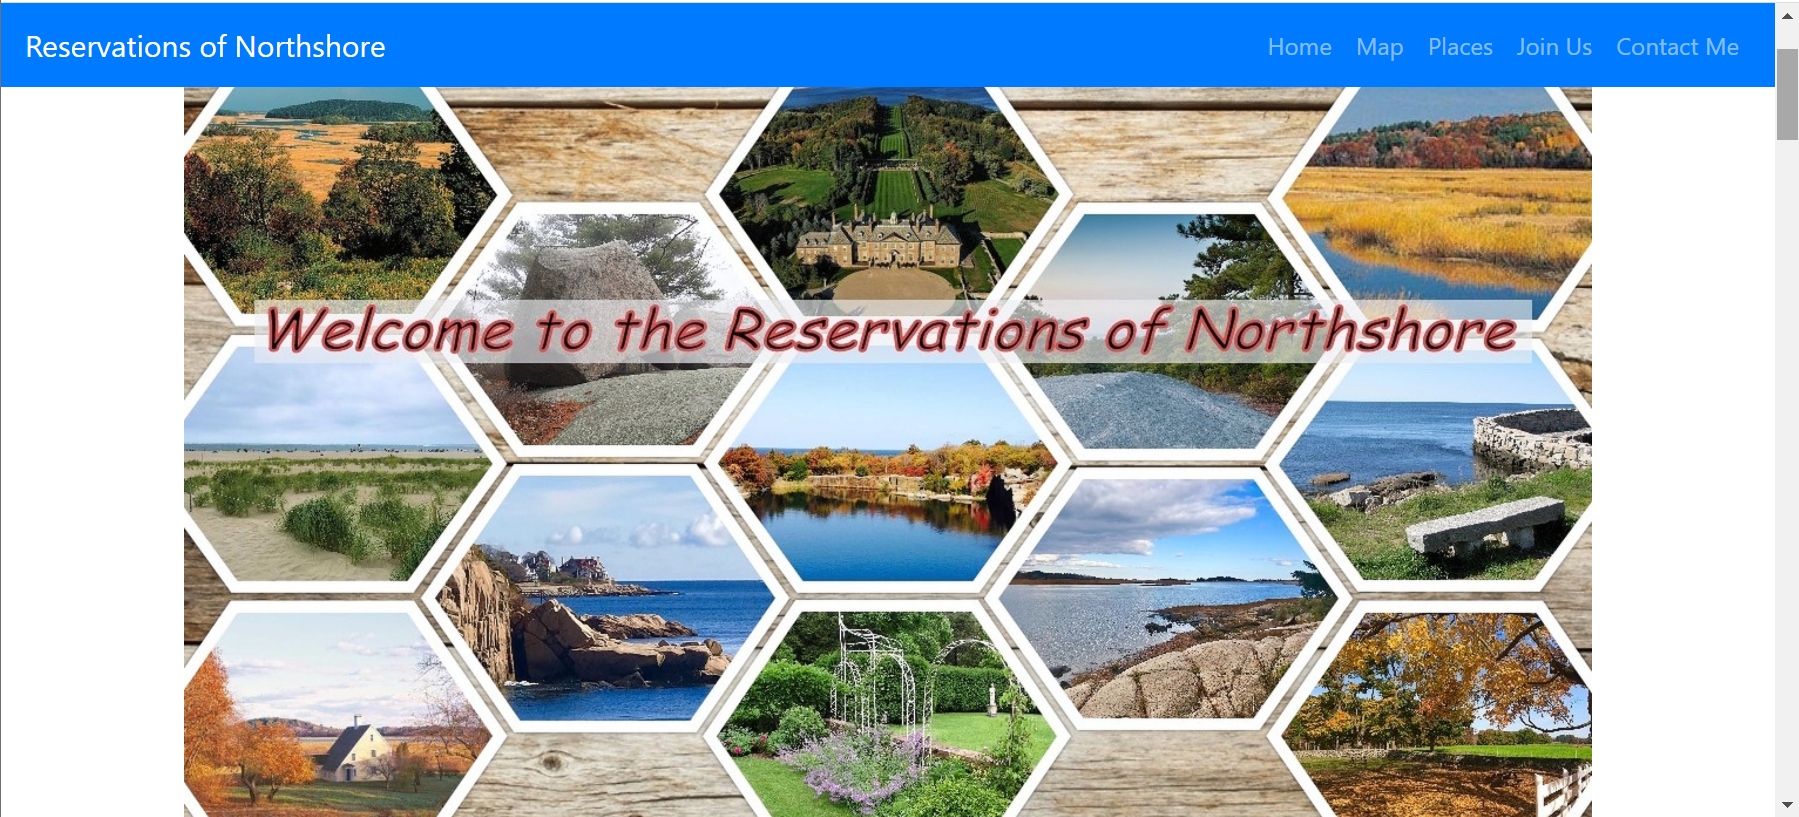 Reservations of Northshore
Home Map Places Join Us Contact Me
Welcome to the Reservations of Northshore